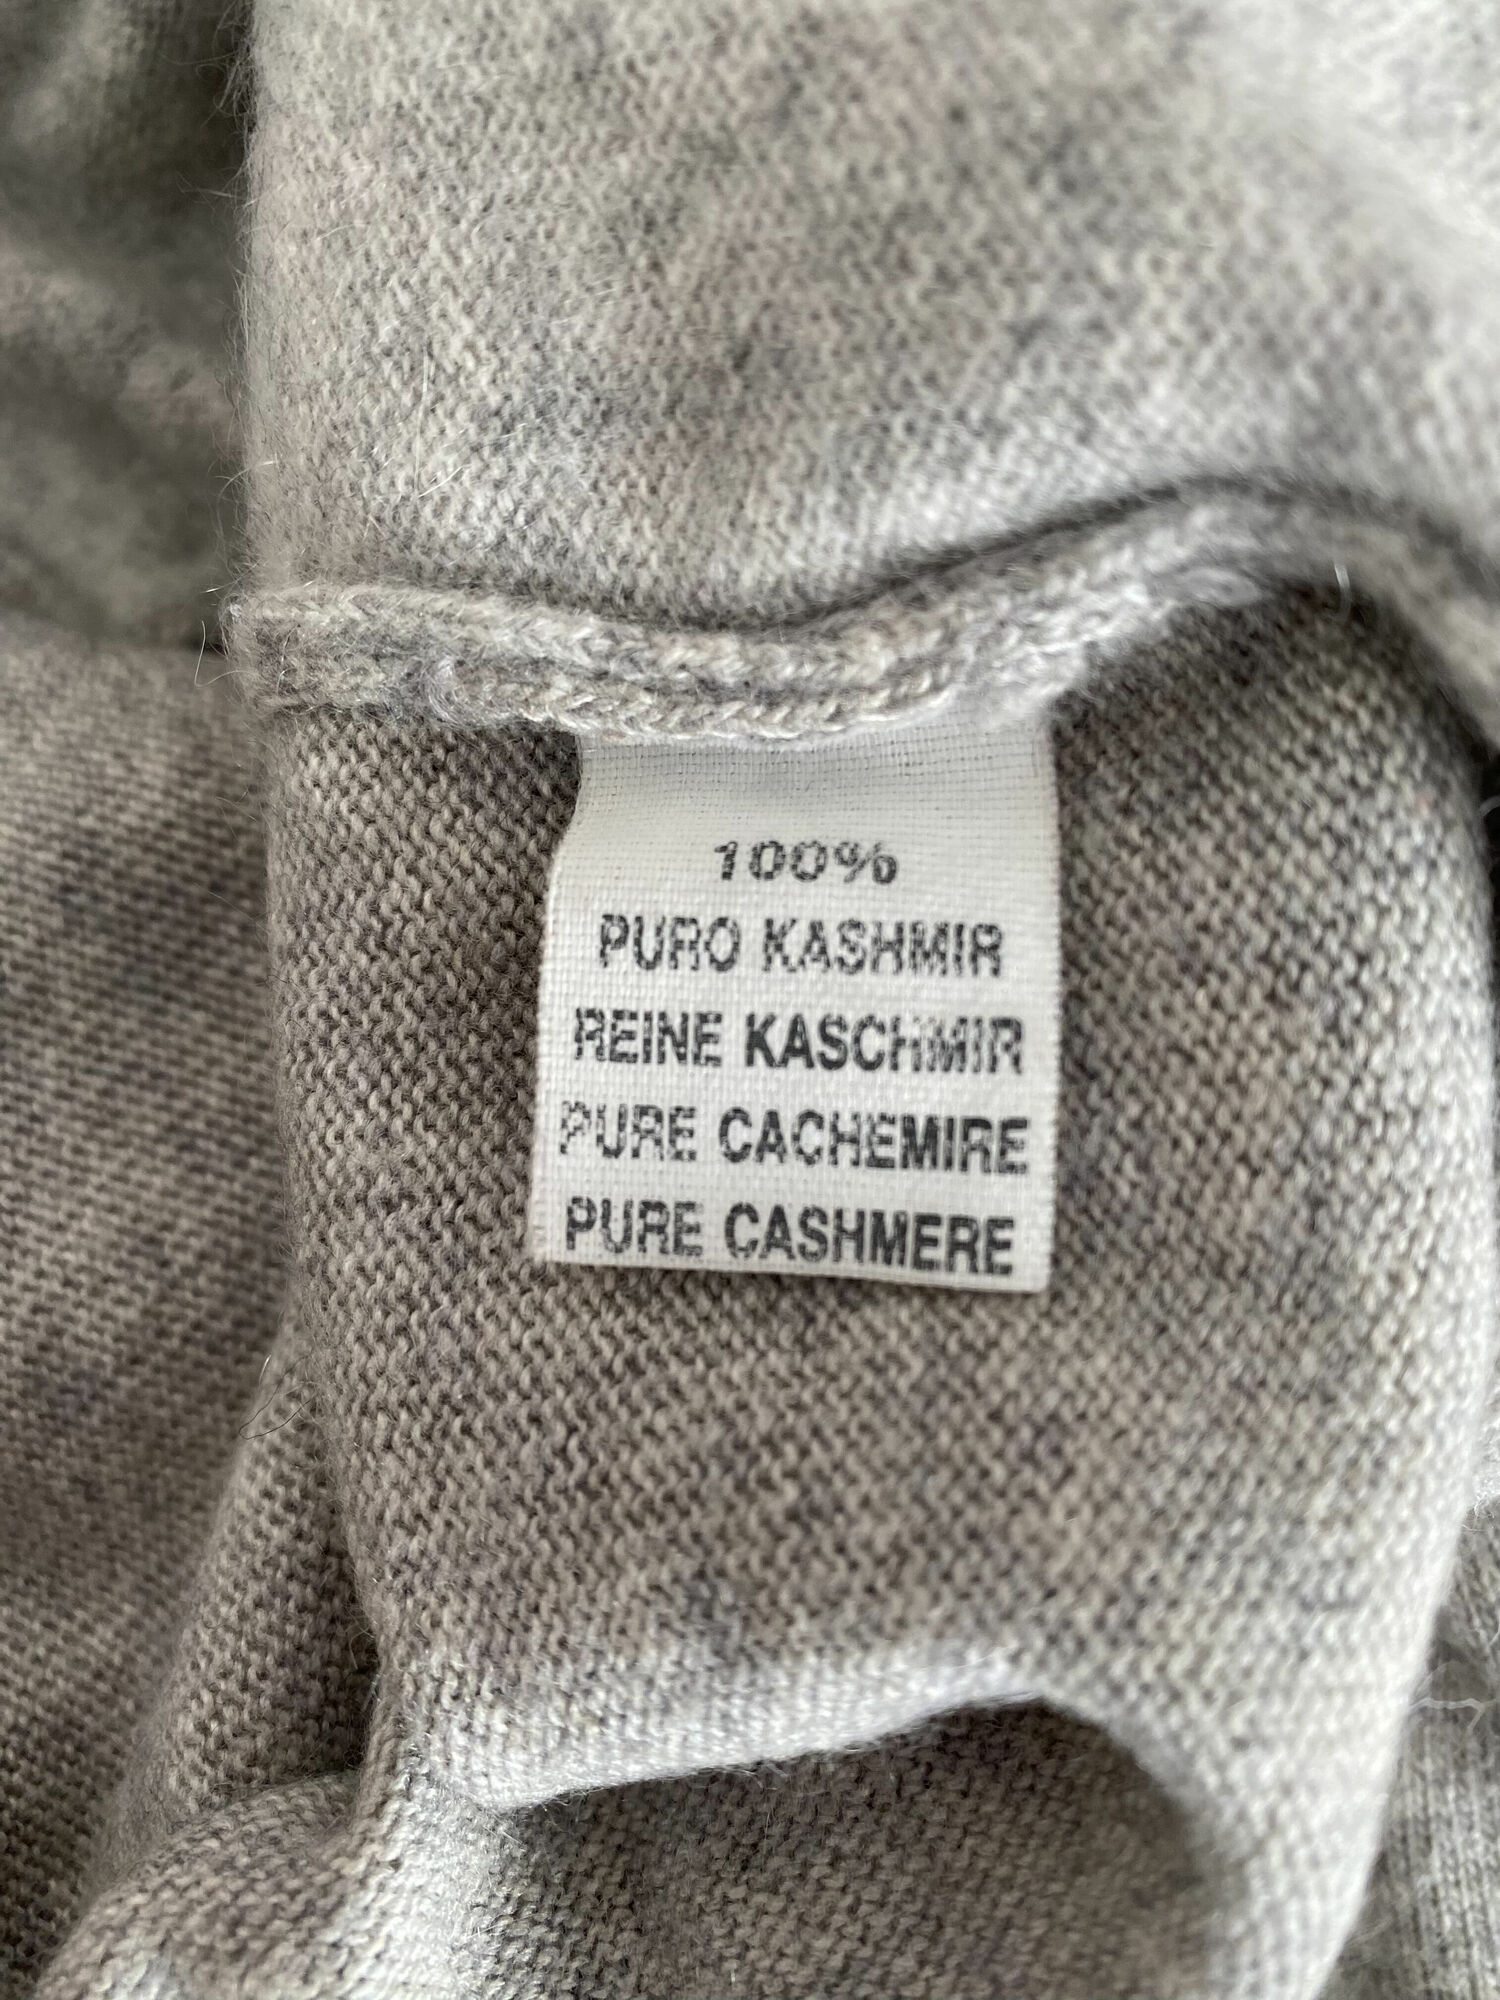 100%
PURO KASHMIR
REINE KASCHMIR
PURE CACHEMIRE
PURE CASHMERE